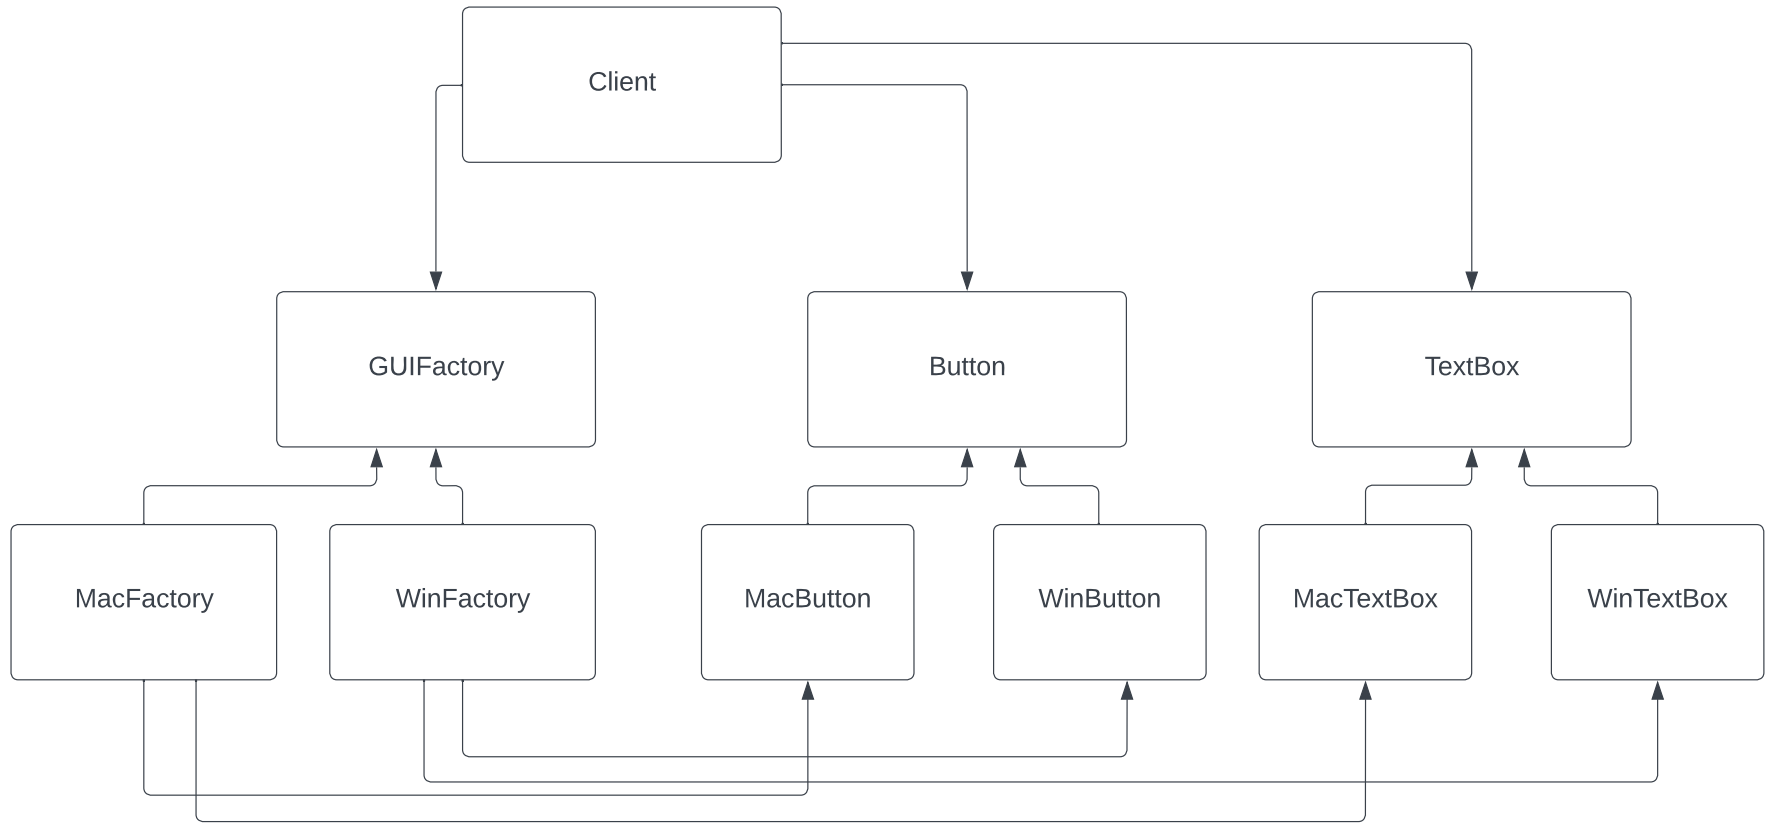 Client
GUIFactory
Button
TextBox
MacFactory
WinFactory
MacButton
WinButton
MacTextBox
WinTextBox